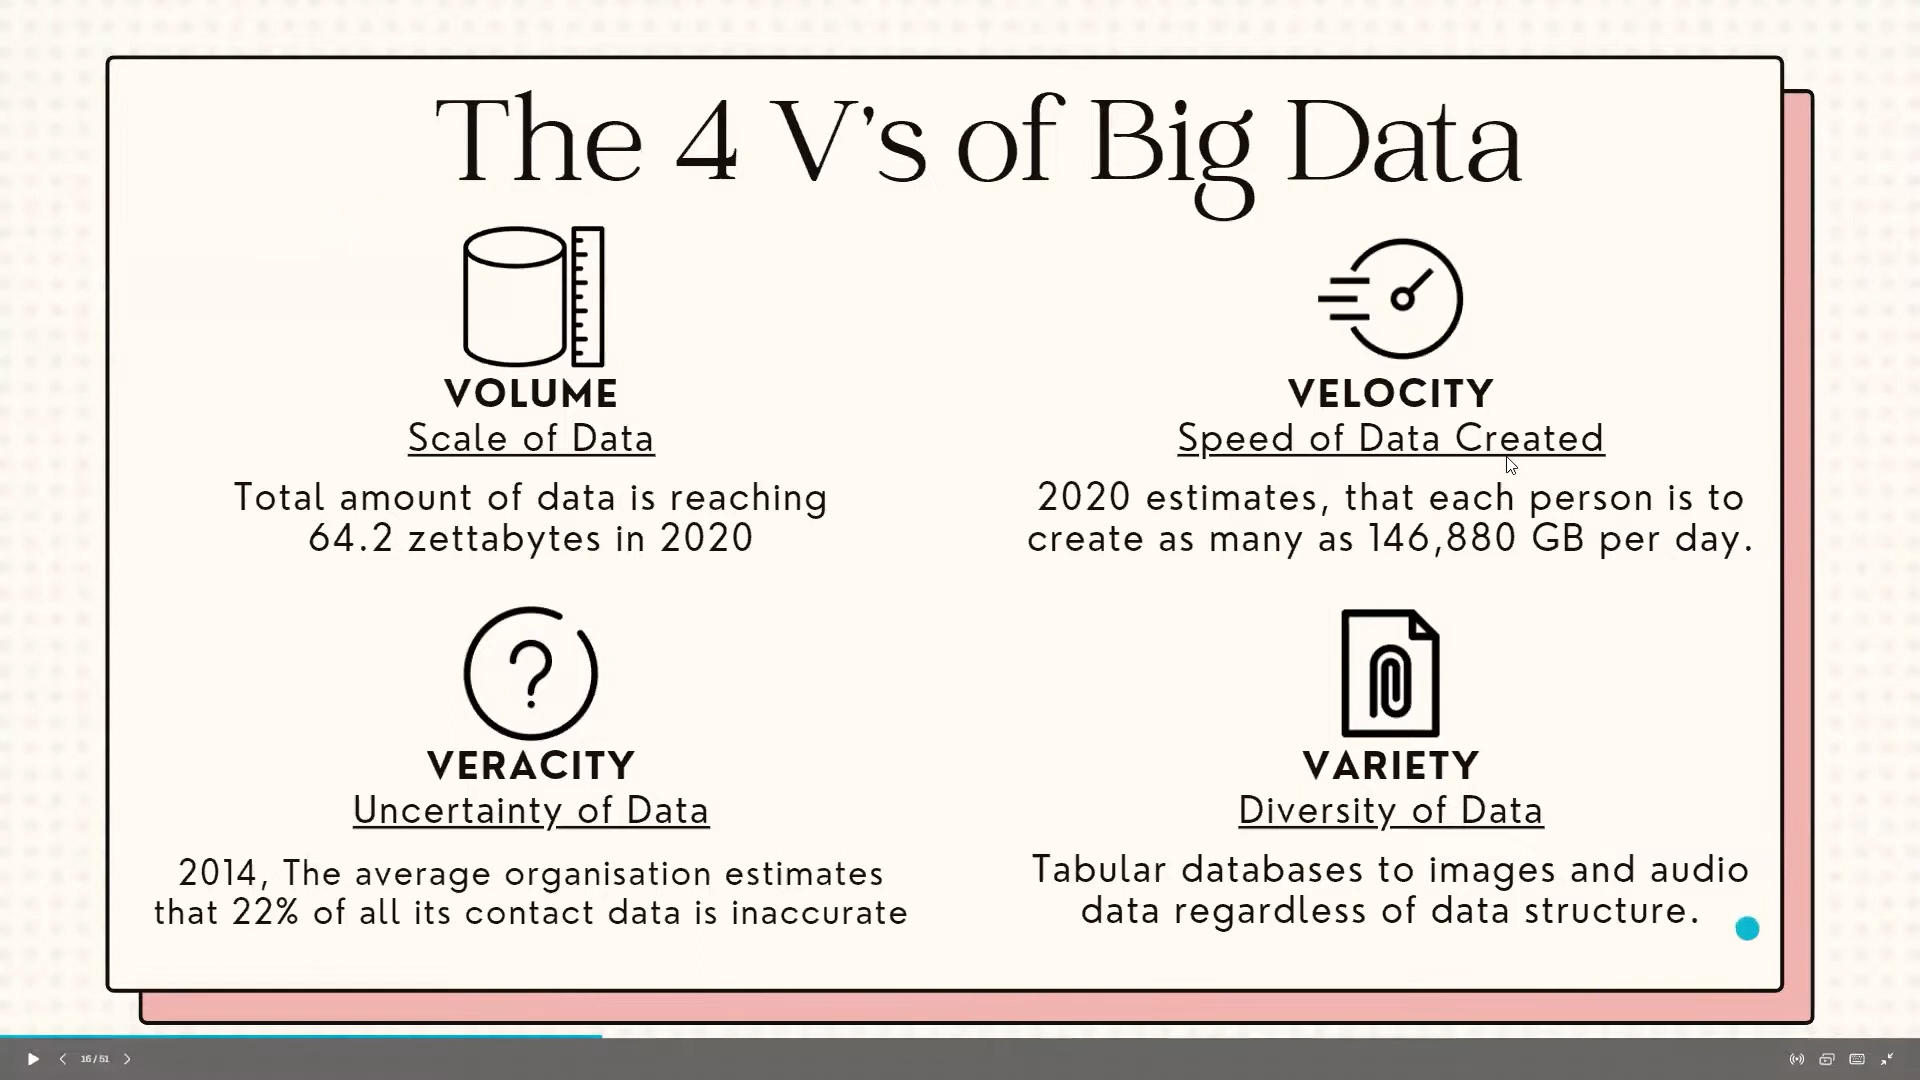 The 4 V's of Big Data
VOLUME
Scale of Data
Total amount of data is reaching
64.2 zettabytes in 2020
VELOCITY
Speed of Data Created
2020 estimates, that each person is to
create as many as 146,880 GB per day.
VERACITY
Uncertainty of Data
2014, The average organisation estimates
that 22% of all its contact data is inaccurate
VARIETY
Diversity of Data
Tabular databases to images and audio
data regardless of data structure.
16 / 51